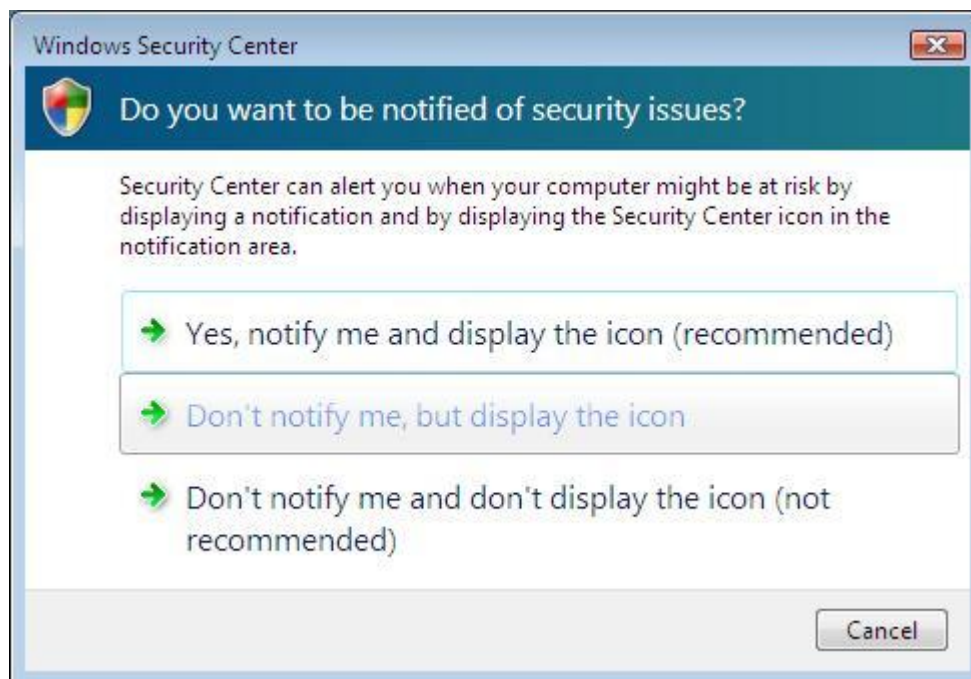 Windows Security Center
Do you want to be notified of security issues?
Security Center can alert you when your computer might be at risk by
displaying a notification and by displaying the Security Center icon in the
notification area.
Yes, notify me and display the icon (recommended)
Don't notify me, but display the icon
Don't notify me and don't display the icon (not
recommended)
Cancel